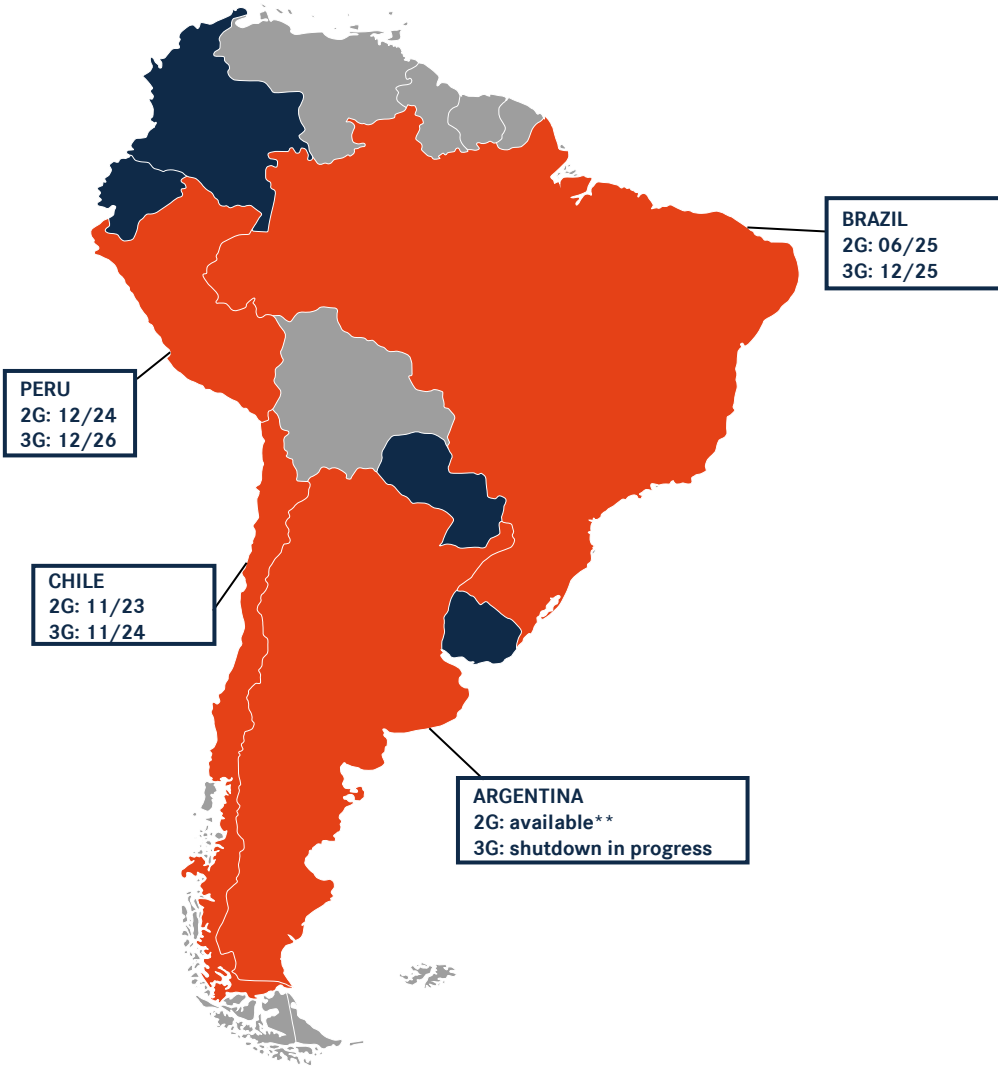 BRAZIL
2G: 06/25
3G: 12/25
PERU
2G: 12/24
3G: 12/26
CHILE
2G: 11/23
3G: 11/24
ARGENTINA
2G: available**
3G: shutdown in progress